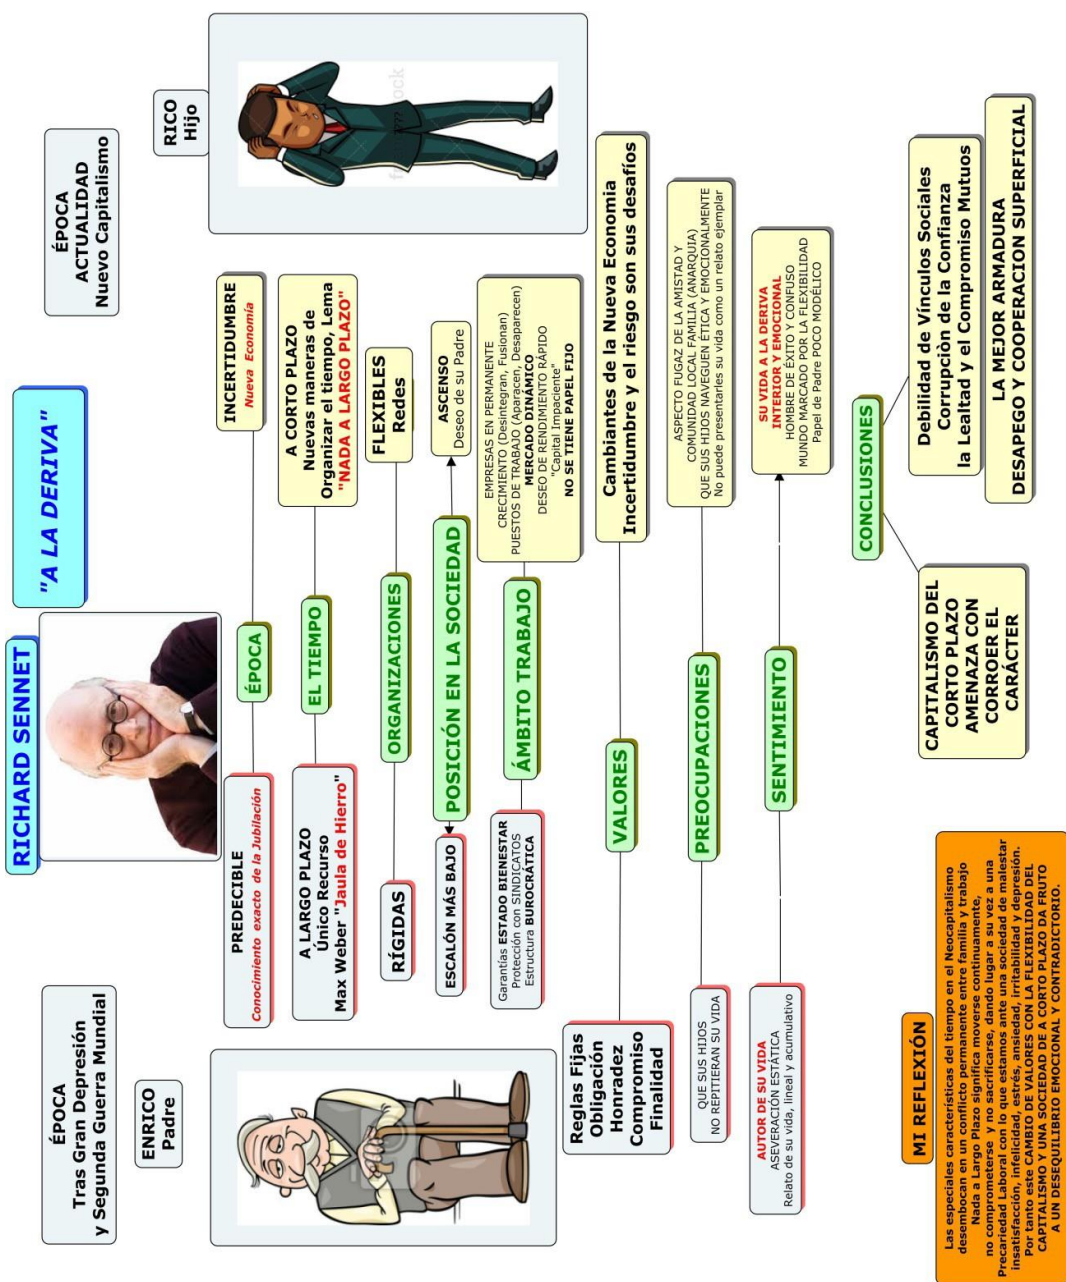 RICHARD SENNET
"A LA DERIVA"
ÉPOCA
Tras Gran Depresión
y Segunda Guerra Mundial
ÉPOCA
ACTUALIDAD
Nuevo Capitalismo
ENRICO
Padre
RICO
Hijo
PREDECIBLE
Conocimiento exacto de la Jubilación
ÉPOCA
INCERTIDUMBRE
Nueva Economía
A LARGO PLAZO
Único Recurso
Max Weber "Jaula de Hierro"
EL TIEMPO
A CORTO PLAZO
Nuevas maneras de
Organizar el tiempo, Lema
"NADA A LARGO PLAZO"
RÍGIDAS
ORGANIZACIONES
FLEXIBLES
Redes
ESCALÓN MÁS BAJO
POSICIÓN EN LA SOCIEDAD
ASCENSO
Deseo de su Padre
Garantías ESTADO BIENESTAR
Protección con SINDICATOS
Estructura BUROCRÁTICA
ÁMBITO TRABAJO
EMPRESAS EN PERMANENTE
CRECIMIENTO (Desintegran, Fusionan)
PUESTOS DE TRABAJO (Aparacen, Desaparecen)
MERCADO DINÁMICO
DESEO DE RENDIMIENTO RÁPIDO
"Capital Impaciente"
NO SE TIENE PAPEL FIJO
Reglas Fijas
Obligación
Honradez
Compromiso
Finalidad
VALORES
Cambiantes de la Nueva Economia
Incertidumbre y el riesgo son sus desafíos
QUE SUS HIJOS
NO REPITIERAN SU VIDA
PREOCUPACIONES
ASPECTO FUGAZ DE LA AMISTAD Y
COMUNIDAD LOCAL FAMILIA (ANARQUIA)
QUE SUS HIJOS NAVEGUEN ÉTICA Y EMOCIONALMENTE
No puede presentarles su vida como un relato ejemplar
AUTOR DE SU VIDA
ASEVERACIÓN ESTÁTICA
Relato de su vida, lineal y acumulativo
SENTIMIENTO
SU VIDA A LA DERIVA
INTERIOR Y EMOCIONAL
HOMBRE DE ÉXITO Y CONFUSO
MUNDO MARCADO POR LA FLEXIBILIDAD
Papel de Padre POCO MODÉLICO
CONCLUSIONES
CAPITALISMO DEL
CORTO PLAZO
AMENAZA CON
CORROER EL
CARÁCTER
Debilidad de Vínculos Sociales
Corrupción de la Confianza
la Lealtad y el Compromiso Mutuos
LA MEJOR ARMADURA
DESAPEGO Y COOPERACION SUPERFICIAL
MI REFLEXIÓN
Las especiales características del tiempo en el Neocapitalismo
desembocan en un conflicto permanente entre familia y trabajo
Nada a Largo Plazo significa moverse continuamente,
no comprometerse y no sacrificarse, dando lugar a su vez a una
Precariedad Laboral con lo que estamos ante una sociedad de malestar
insatisfacción, infelicidad, estrés, ansiedad, irritabilidad y depresión.
Por tanto este CAMBIO DE VALORES CON LA FLEXIBILIDAD DEL
CAPITALISMO Y UNA SOCIEDAD DE A CORTO PLAZO DA FRUTO
A UN DESEQUILIBRIO EMOCIONAL Y CONTRADICTORIO.